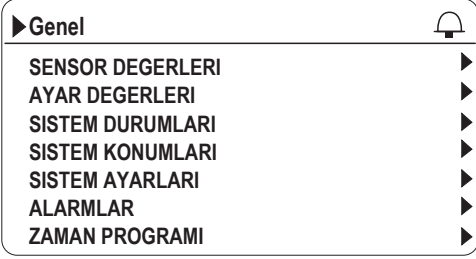 Genel
SENSOR DEGERLERI
AYAR DEGERLERI
SISTEM DURUMLARI
SISTEM KONUMLARI
SISTEM AYARLARI
ALARMLAR
ZAMAN PROGRAMI